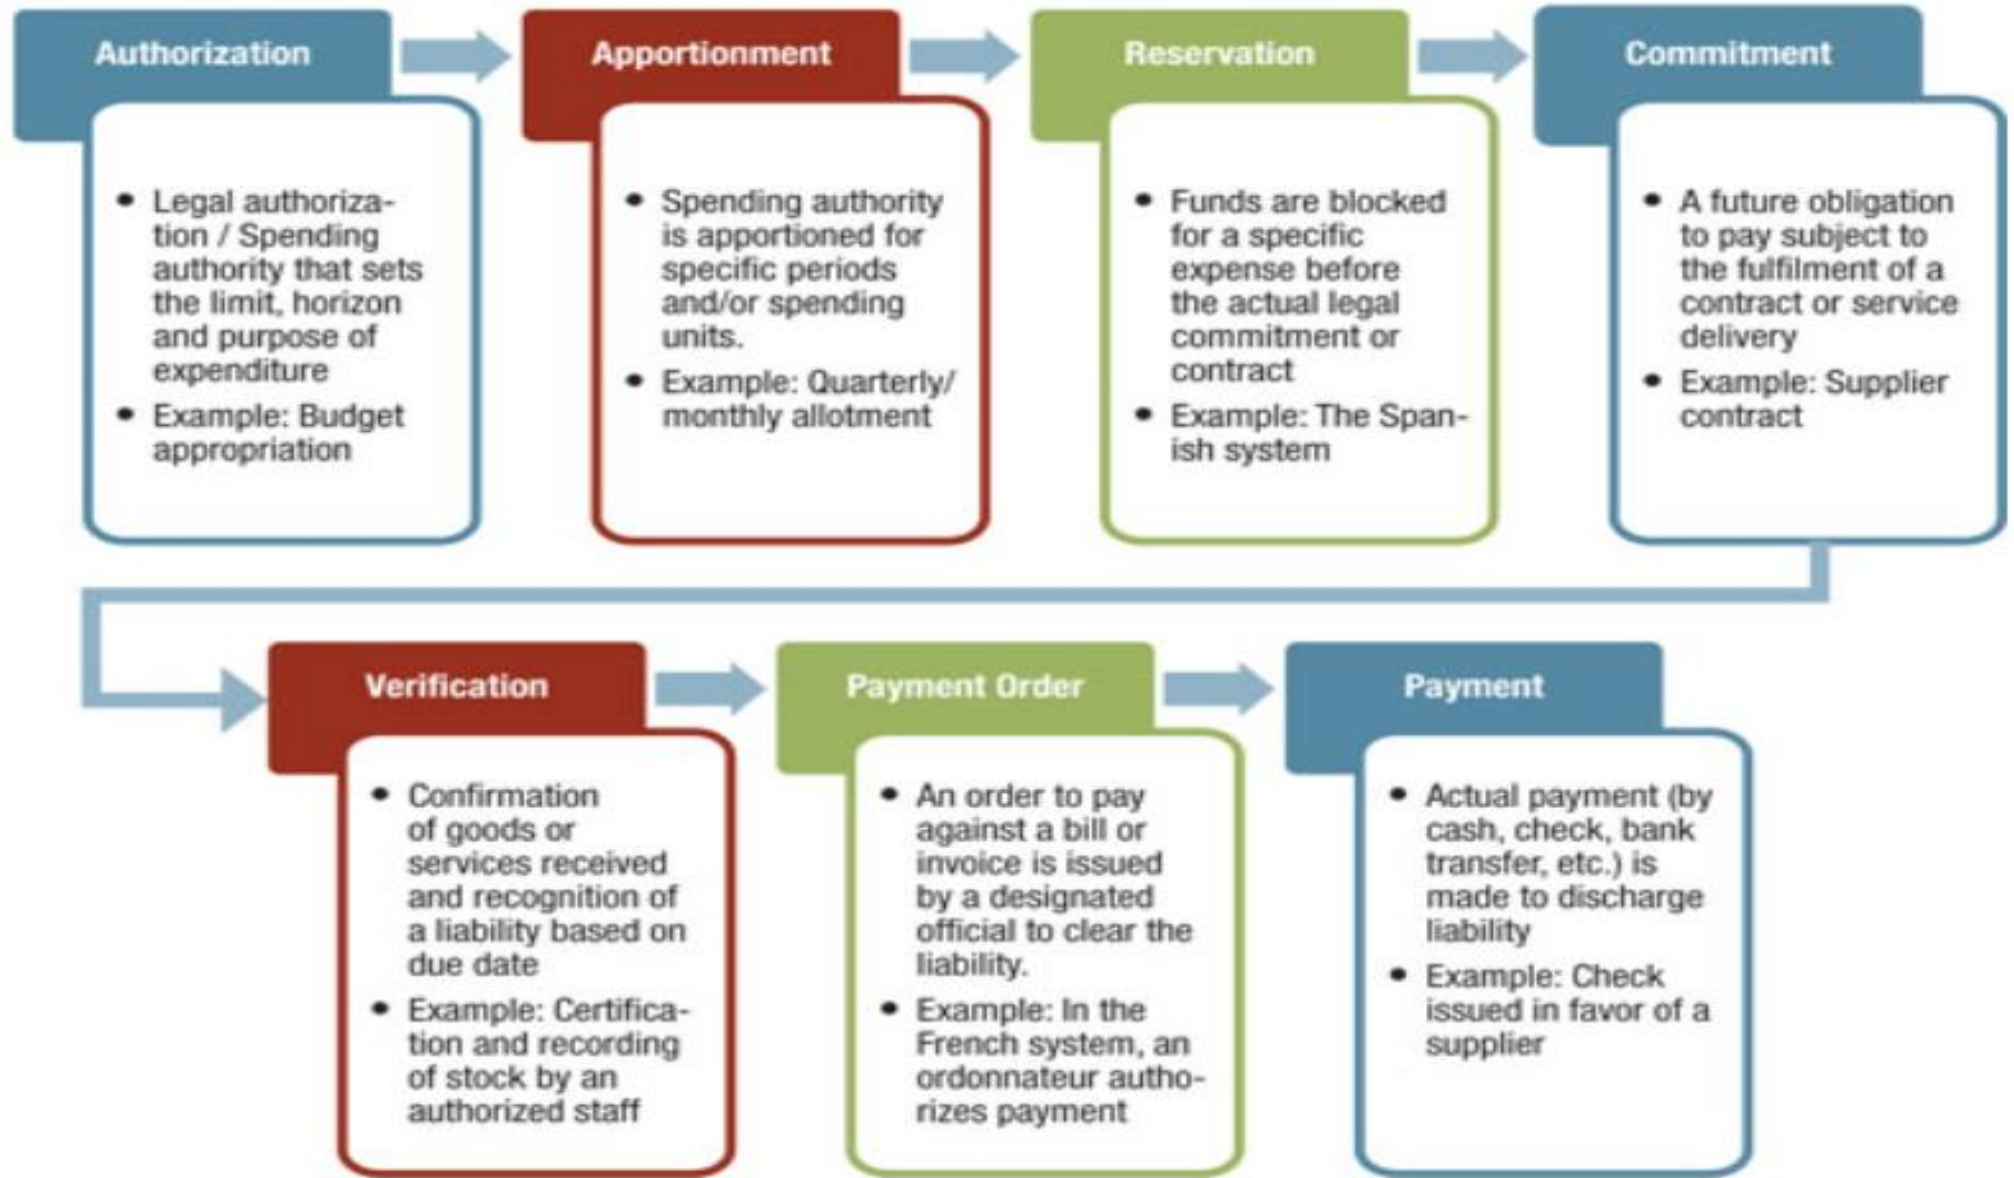 Authorization
Apportionment
Reservation
Commitment
• Legal authoriza-
tion / Spending
authority that sets
the limit, horizon
and purpose of
expenditure
• Example: Budget
appropriation
• Spending authority
is apportioned for
specific periods
and/or spending
units.
• Example: Quarterly/
monthly allotment
• Funds are blocked
for a specific
expense before
the actual legal
commitment or
contract
• Example: The Span-
ish system
• A future obligation
to pay subject to
the fulfilment of a
contract or service
delivery
• Example: Supplier
contract
Verification
Payment Order
Payment
• Confirmation
of goods or
services received
and recognition of
a liability based on
due date
• Example: Certifica-
tion and recording
of stock by an
authorized staff
• An order to pay
against a bill or
invoice is issued
by a designated
official to clear the
liability.
• Example: In the
French system, an
ordonnateur autho-
rizes payment
• Actual payment (by
cash, check, bank
transfer, etc.) is
made to discharge
liability
• Example: Check
issued in favor of a
supplier